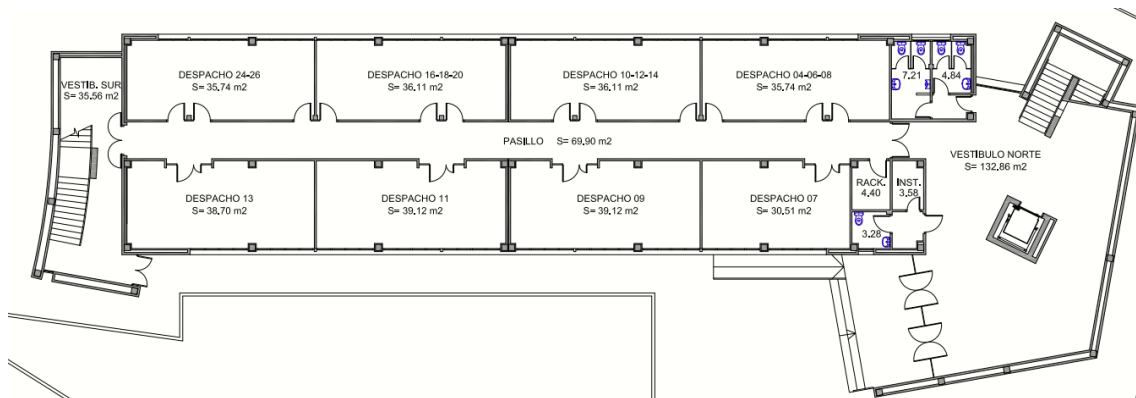 DESPACHO 24-26
S= 35.74 m2
DESPACHO 16-18-20
S= 36.11 m2
DESPACHO 10-12-14
S= 36.11 m2
DESPACHO 04-06-08
S= 35.74 m2
7.21
4.84
VESTÍB. SUR
S= 35.56 m2
PASILLO S= 69,90 m2
VESTÍBULO NORTE
S= 132.86 m2
DESPACHO 13
S= 38.70 m2
DESPACHO 11
S= 39.12 m2
DESPACHO 09
S= 39.12 m2
DESPACHO 07
S= 30.51 m2
RACK.
4.40
INST.
3.58
3.28